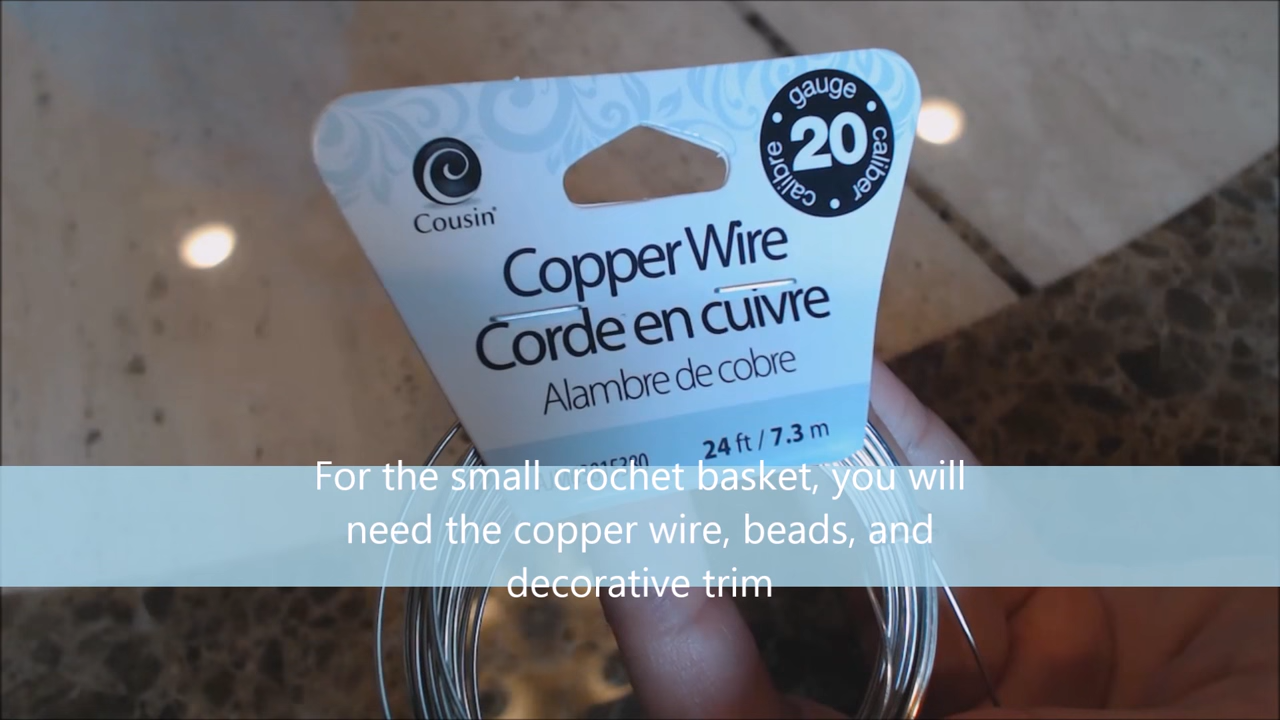 gauge
20
calibre
caliber
Cousin
Copper Wire
Corde en cuivre
Alambre de cobre
24 ft / 7.3 m
For the small crochet basket, you will
need the copper wire, beads, and
decorative trim